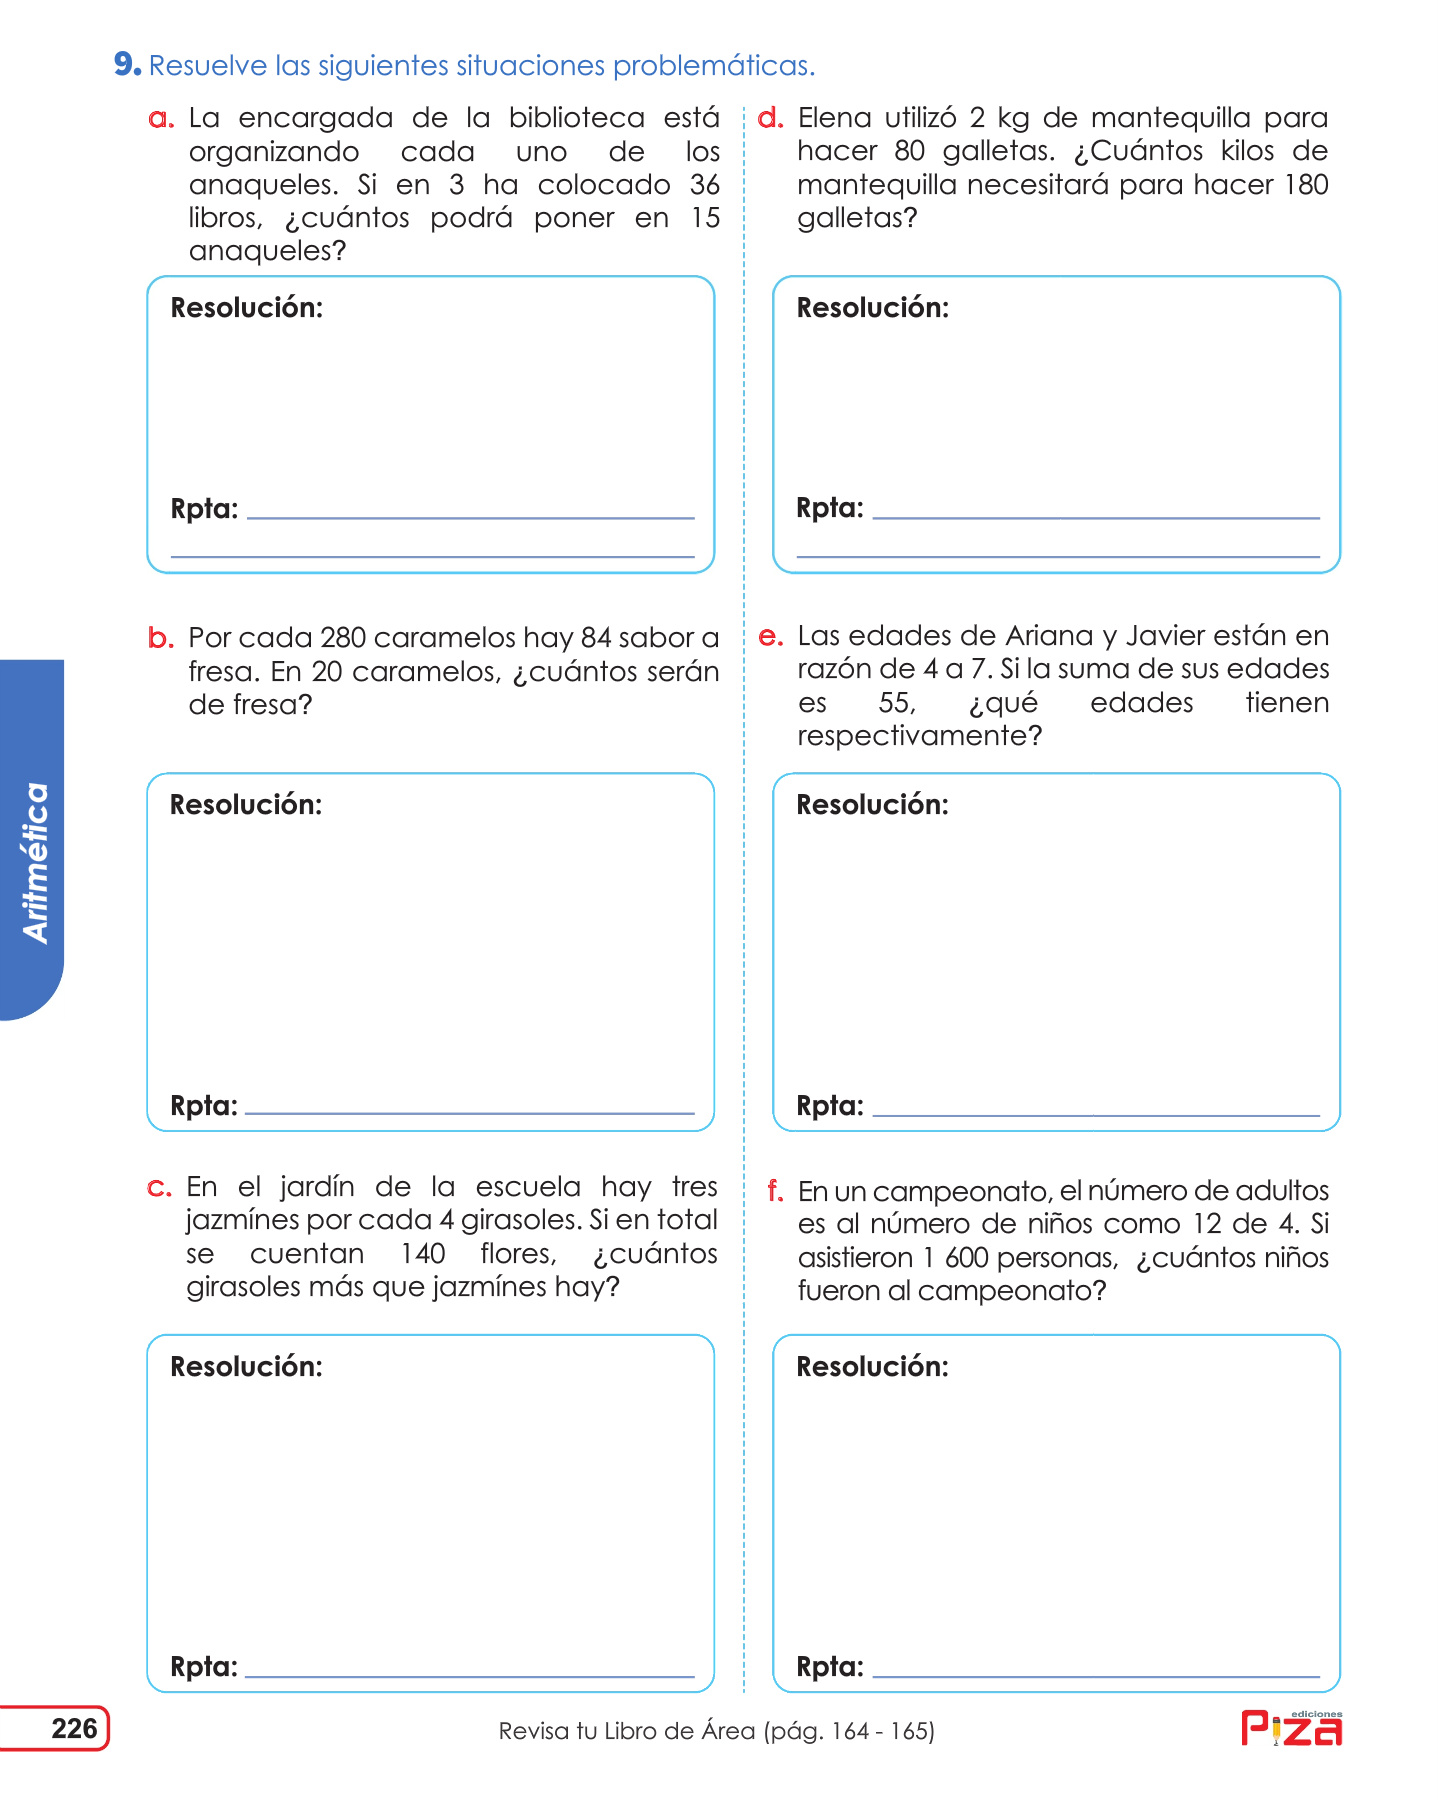 9. Resuelve las siguientes situaciones problemáticas.
a. La encargada de la biblioteca está
organizando cada uno de los
anaqueles. Si en 3 ha colocado 36
libros, ¿cuántos podrá poner en 15
anaqueles?
Resolución:
Rpta:
b. Por cada 280 caramelos hay 84 sabor a
fresa. En 20 caramelos, ¿cuántos serán
de fresa?
Resolución:
Rpta:
c. En el jardín de la escuela hay tres
jazmínes por cada 4 girasoles. Si en total
se cuentan 140 flores, ¿cuántos
girasoles más que jazmínes hay?
Resolución:
Rpta:
d. Elena utilizó 2 kg de mantequilla para
hacer 80 galletas. ¿Cuántos kilos de
mantequilla necesitará para hacer 180
galletas?
Resolución:
Rpta:
e. Las edades de Ariana y Javier están en
razón de 4 a 7. Si la suma de sus edades
es 55, ¿qué edades tienen
respectivamente?
Resolución:
Rpta:
f. En un campeonato, el número de adultos
es al número de niños como 12 de 4. Si
asistieron 1 600 personas, ¿cuántos niños
fueron al campeonato?
Resolución:
Rpta:
Aritmética
226
Revisa tu Libro de Área (pág. 164 - 165)
ediciones
Piza